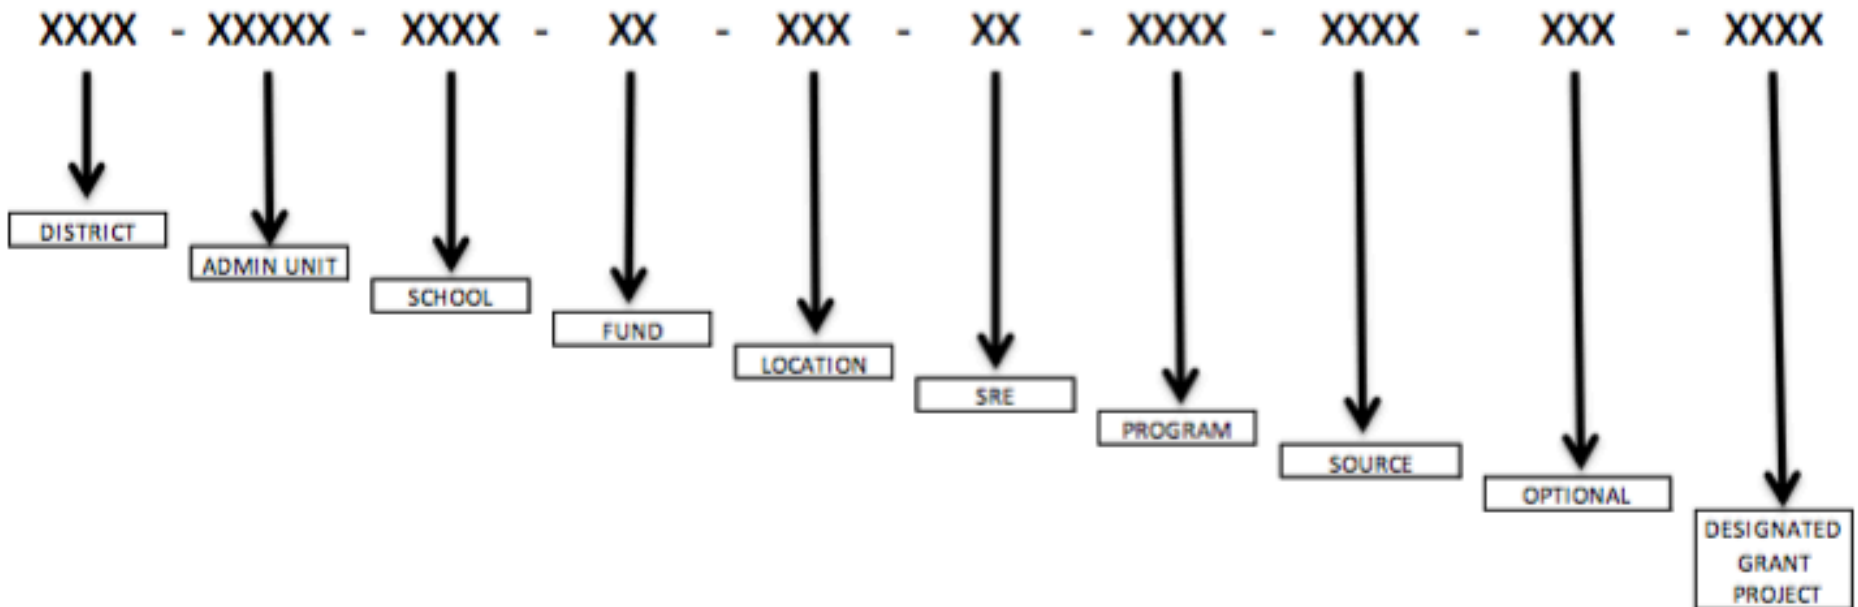 XXXX - XXXXX - XXXX - XX - XXX - XX - XXXX - XXXX - XXX - XXXX
DISTRICT
ADMIN UNIT
SCHOOL
FUND
LOCATION
SRE
PROGRAM
SOURCE
OPTIONAL
DESIGNATED
GRANT
PROJECT